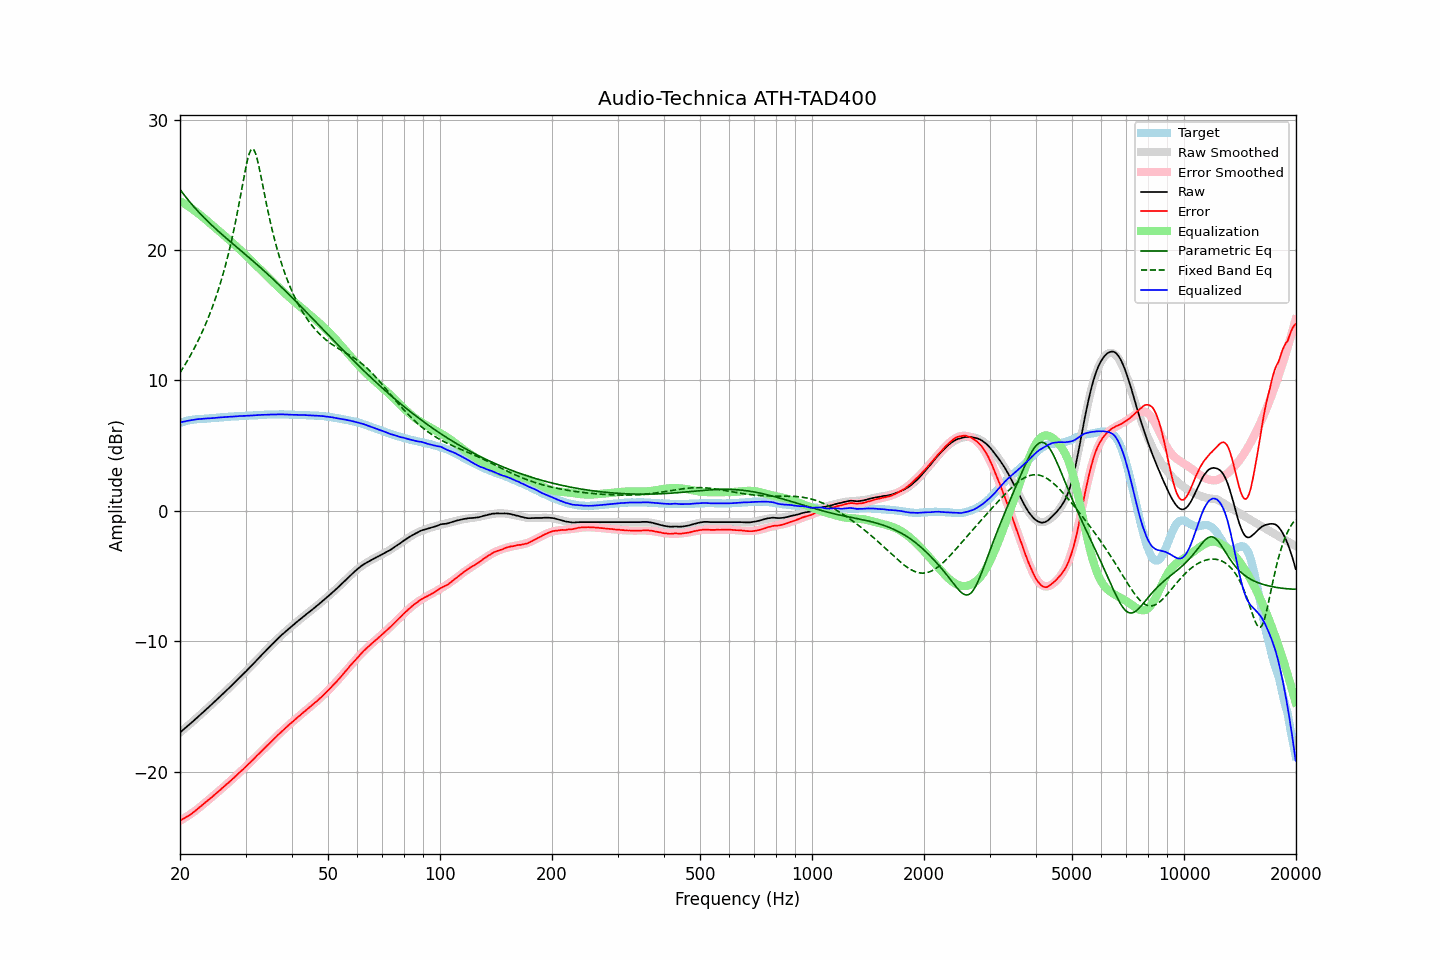 Audio-Technica ATH-TAD400
30
20
10
0
−10
−20
Amplitude (dBr)
Target
Raw Smoothed
Error Smoothed
Raw
Error
Equalization
Parametric Eq
Fixed Band Eq
Equalized
20
50
100
200
500
1000
2000
5000
10000
20000
Frequency (Hz)